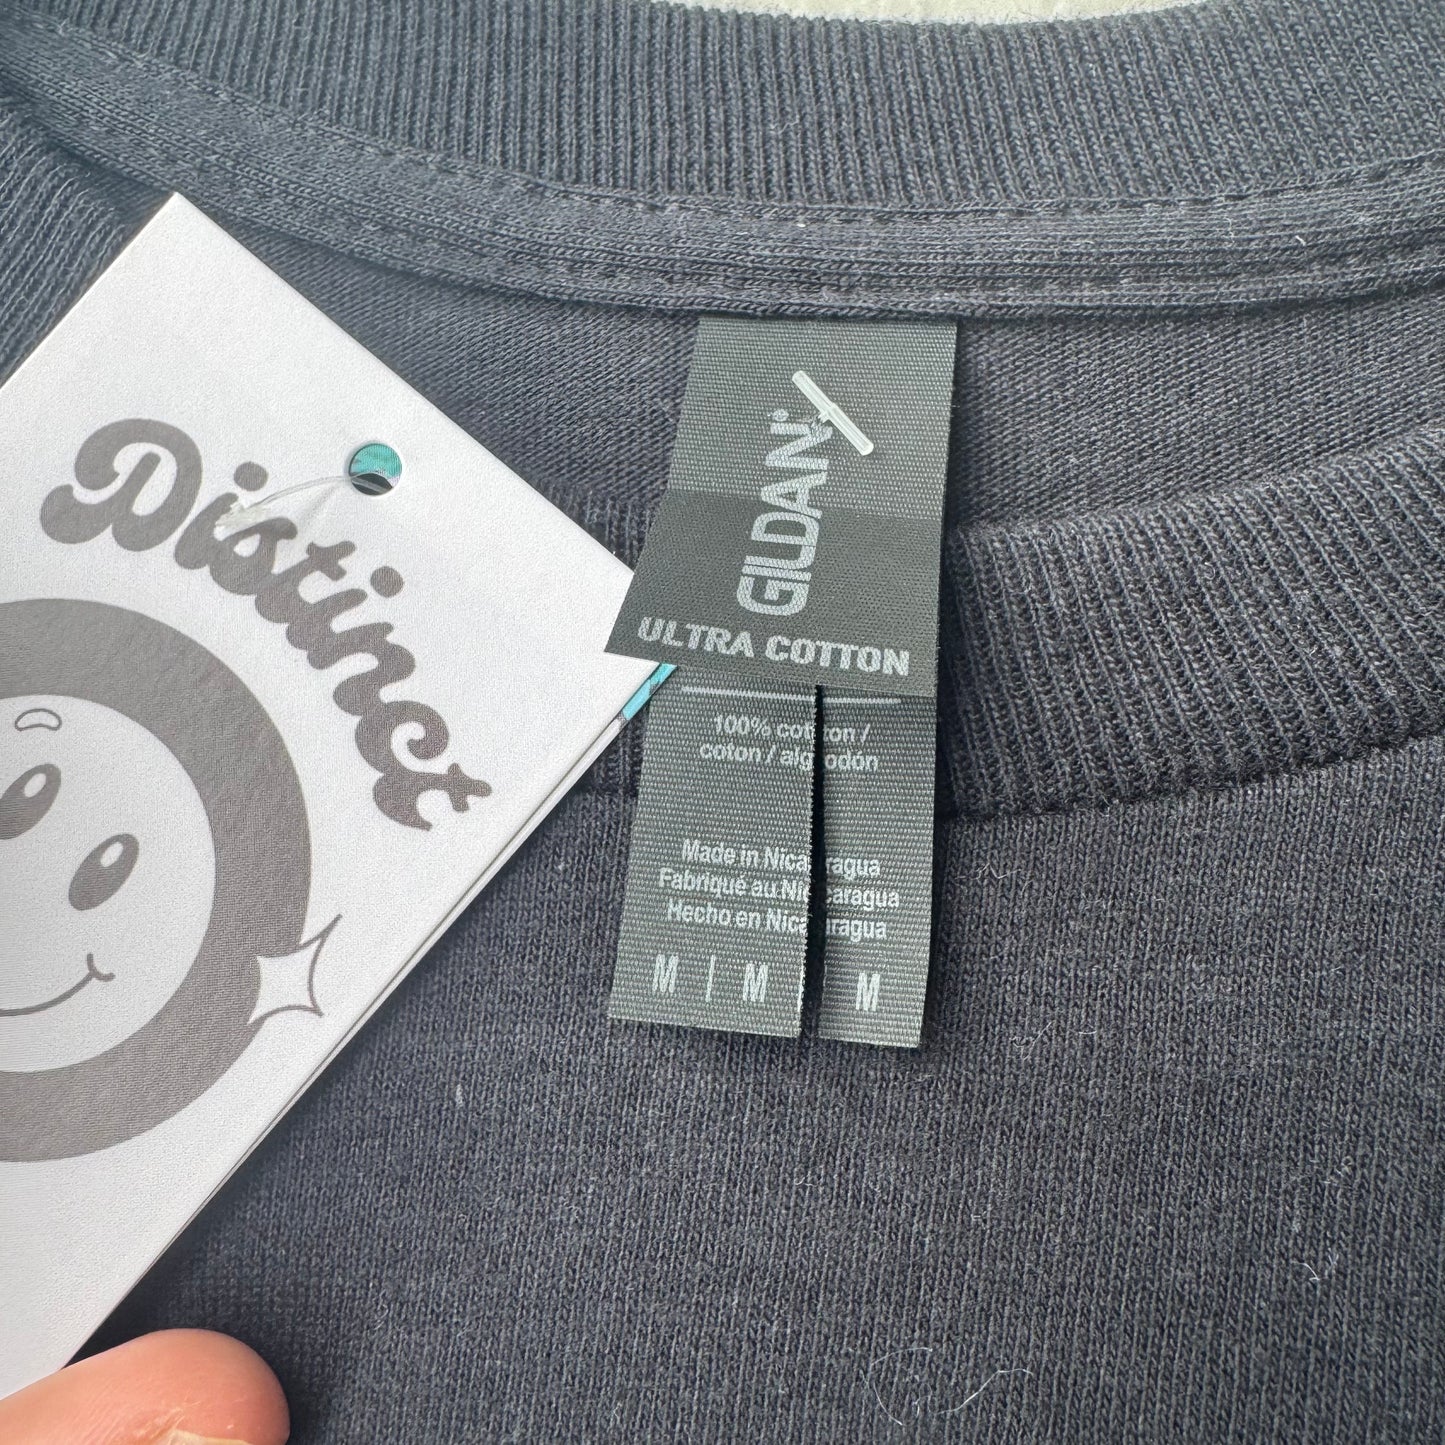 Distinct
GILDAN®
ULTRA COTTON
100% cotton /
coton / algodón
Made in Nicaragua
Fabriqué au Nicaragua
Hecho en Nicaragua
M | M | M